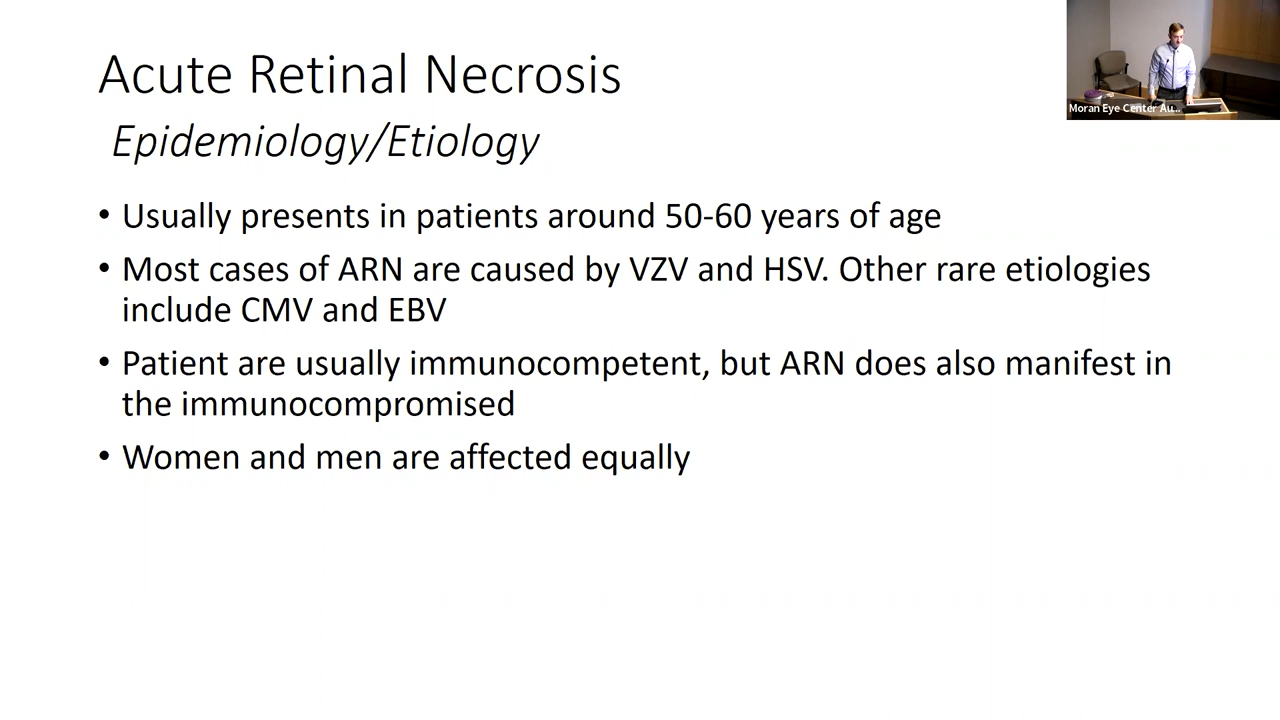 Acute Retinal Necrosis
Epidemiology/Etiology
• Usually presents in patients around 50-60 years of age
• Most cases of ARN are caused by VZV and HSV. Other rare etiologies
include CMV and EBV
• Patient are usually immunocompetent, but ARN does also manifest in
the immunocompromised
• Women and men are affected equally
Moran Eye Center Au...